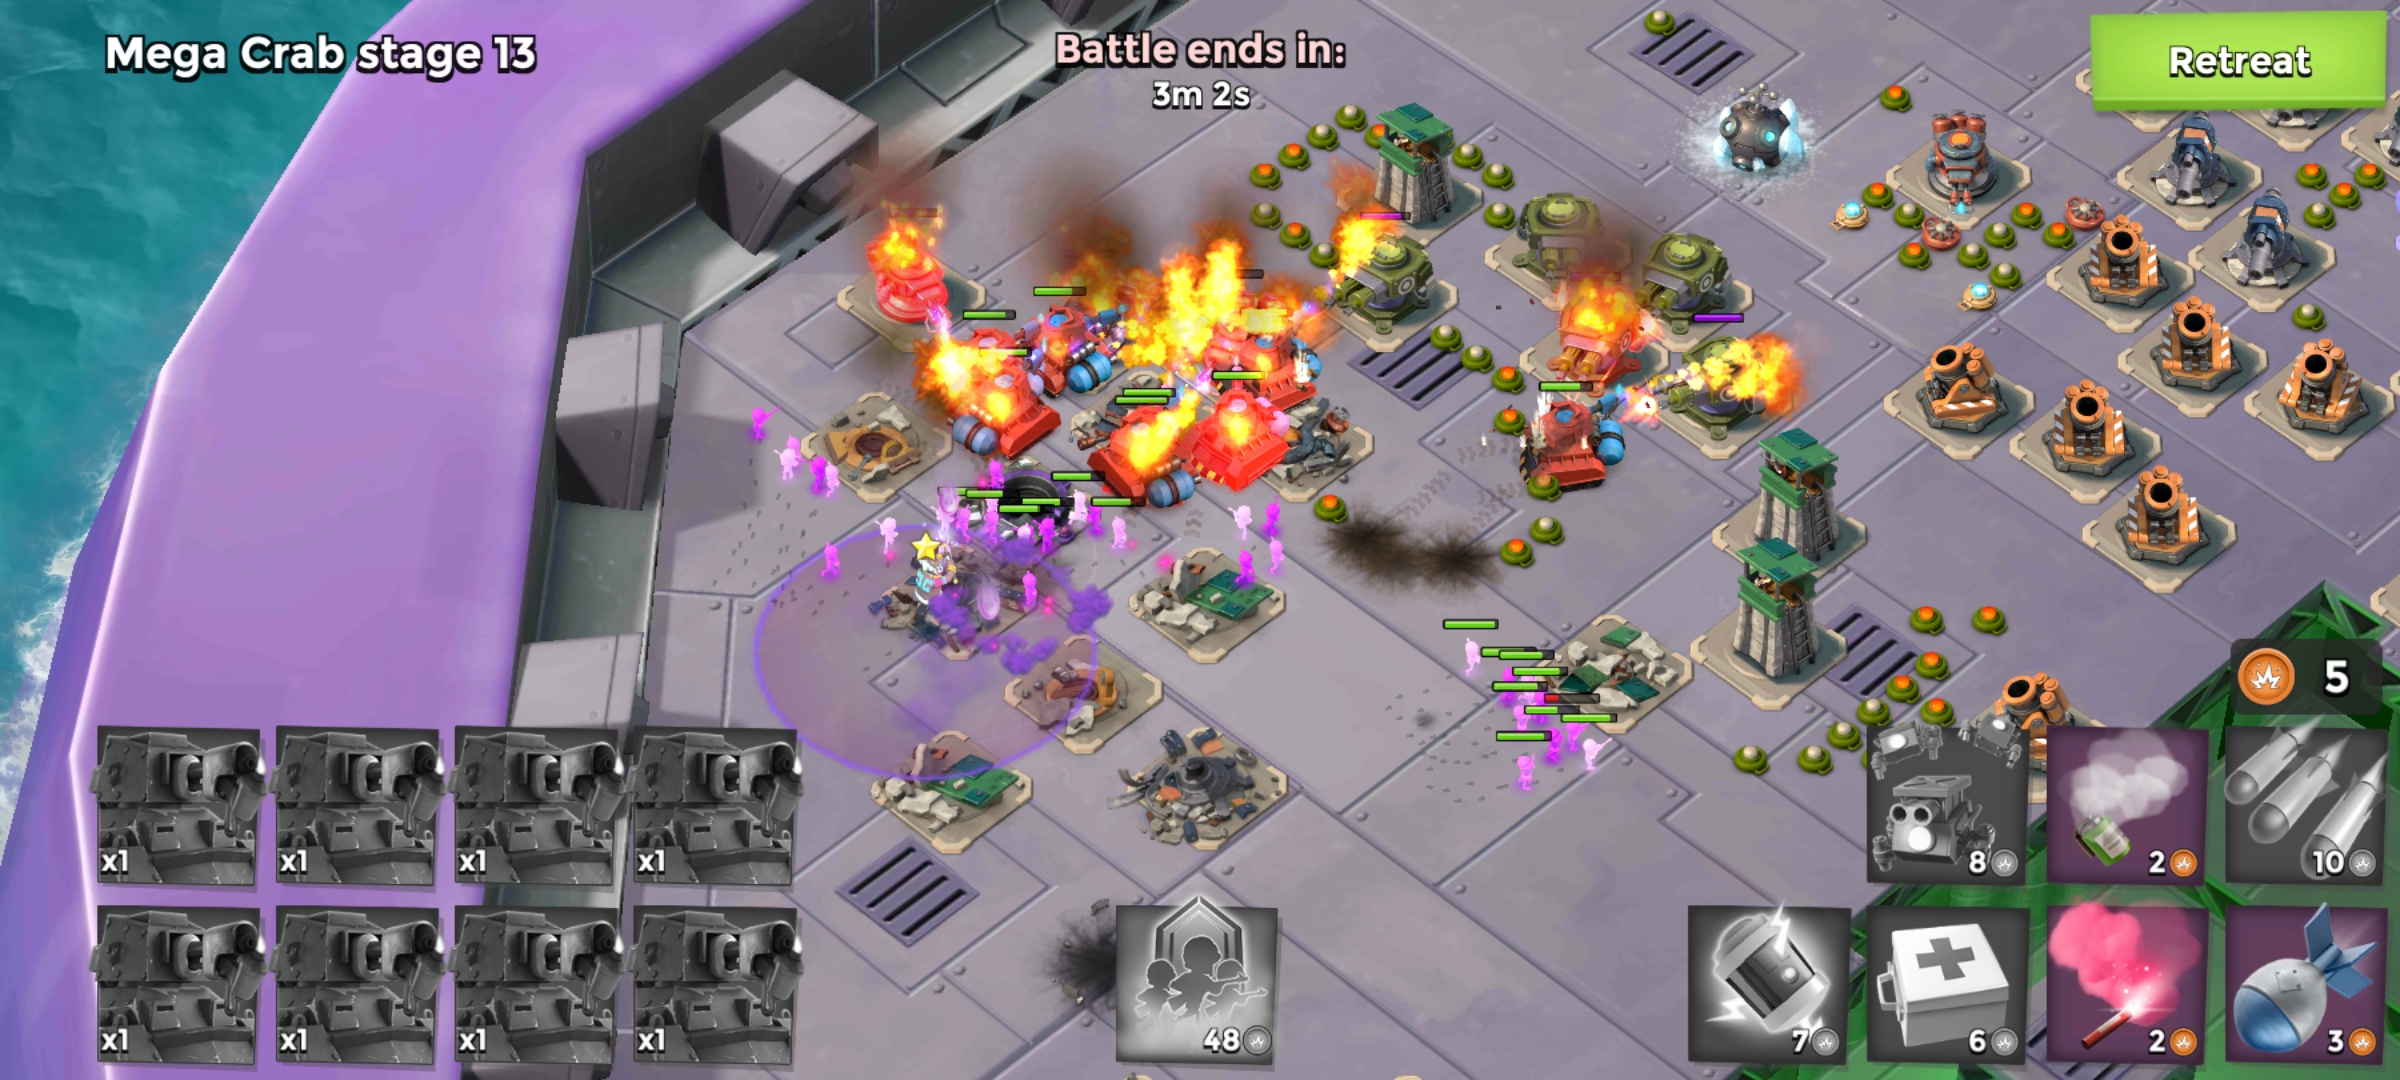 Mega Crab stage 13
Battle ends in:
3m 2s
Retreat
5
x1
x1
x1
x1
8
2
10
x1
x1
x1
x1
48
7
6
2
3